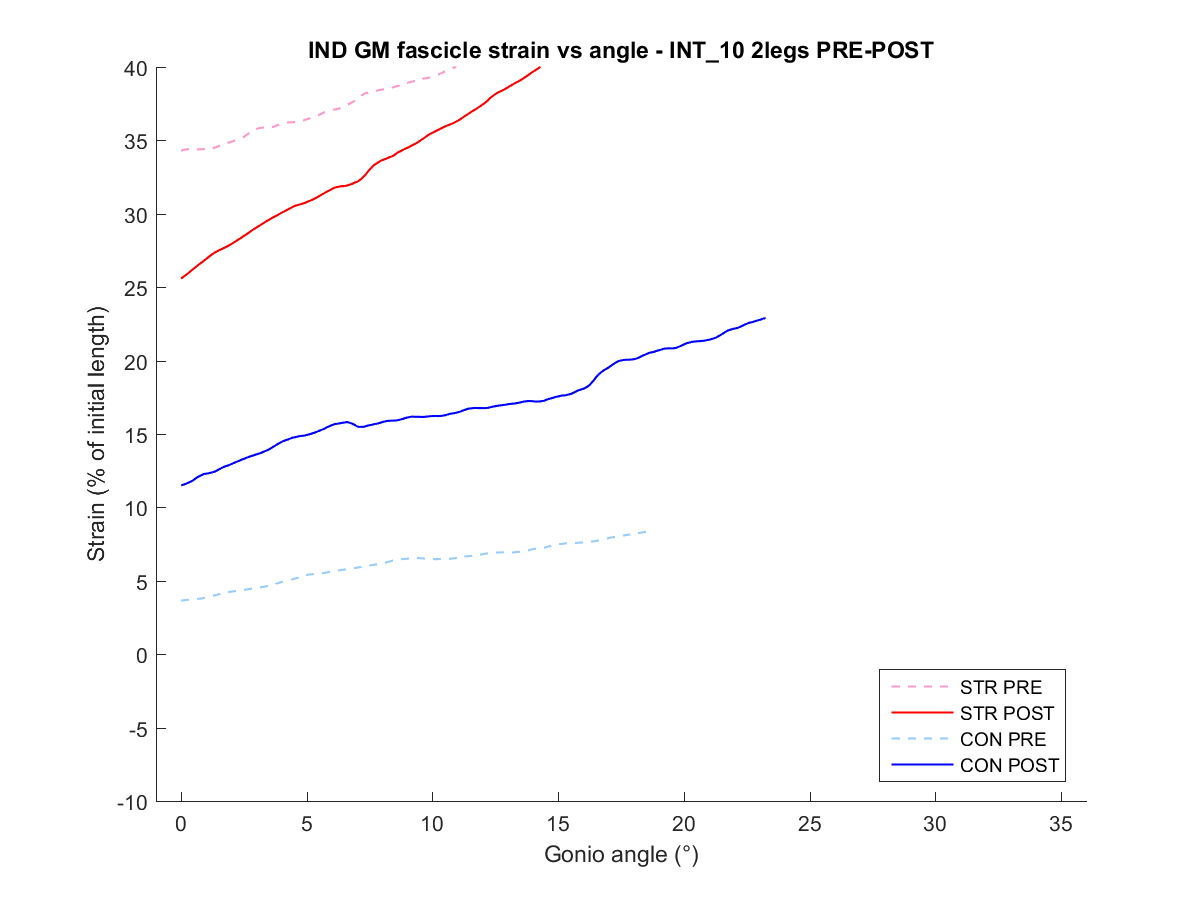 IND GM fascicle strain vs angle - INT_10 2legs PRE-POST
Strain (% of initial length)
40
35
30
25
20
15
10
5
0
-5
-10
0 5 10 15 20 25 30 35
Gonio angle (°)
STR PRE
STR POST
CON PRE
CON POST